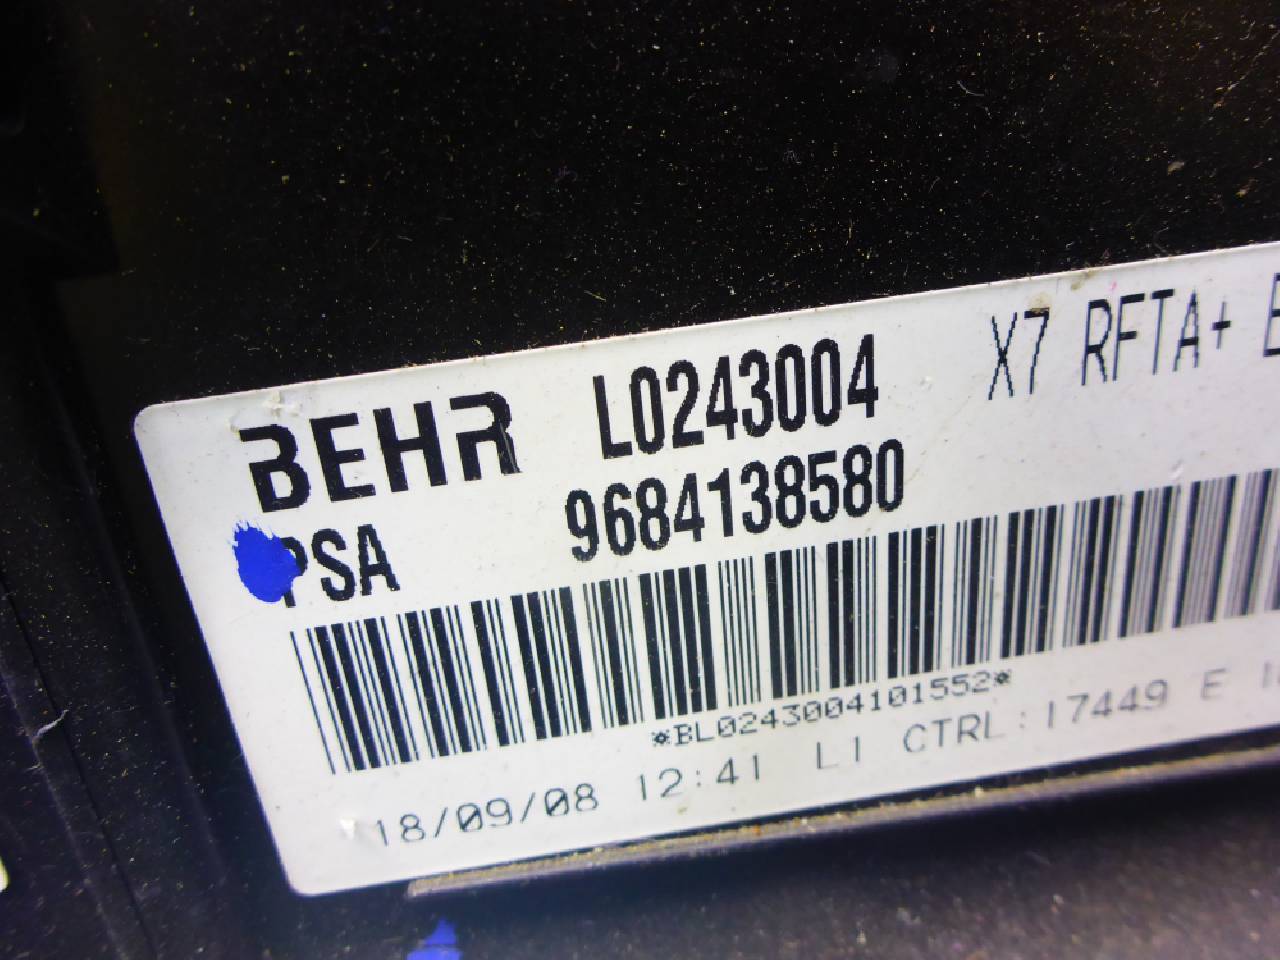 BEHR L0243004 X7 RFTA+
PSA 9684138580
*BL0243004101552*
18/09/08 12:41 L1 CTRL:17449 E